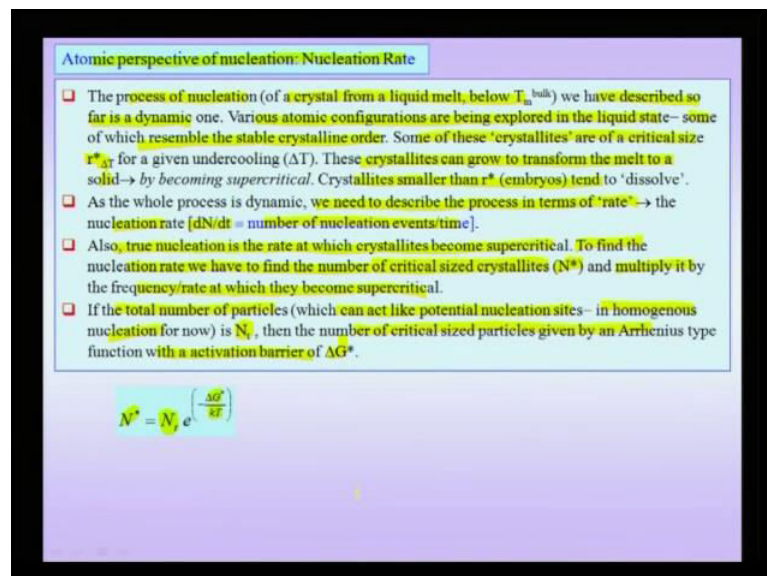 Atomic perspective of nucleation: Nucleation Rate
❑ The process of nucleation (of a crystal from a liquid melt, below Tₘᵇᵘˡᵏ) we have described so
far is a dynamic one. Various atomic configurations are being explored in the liquid state– some
of which resemble the stable crystalline order. Some of these 'crystallites' are of a critical size
r*_ΔT for a given undercooling (ΔT). These crystallites can grow to transform the melt to a
solid→ by becoming supercritical. Crystallites smaller than r* (embryos) tend to 'dissolve'.
❑ As the whole process is dynamic, we need to describe the process in terms of 'rate'→ the
nucleation rate [dN/dt = number of nucleation events/time].
❑ Also, true nucleation is the rate at which crystallites become supercritical. To find the
nucleation rate we have to find the number of critical sized crystallites (N*) and multiply it by
the frequency/rate at which they become supercritical.
❑ If the total number of particles (which can act like potential nucleation sites– in homogenous
nucleation for now) is Nₜ, then the number of critical sized particles given by an Arrhenius type
function with a activation barrier of ΔG*.
N* = Nₜ e^(−ΔG*/kT)